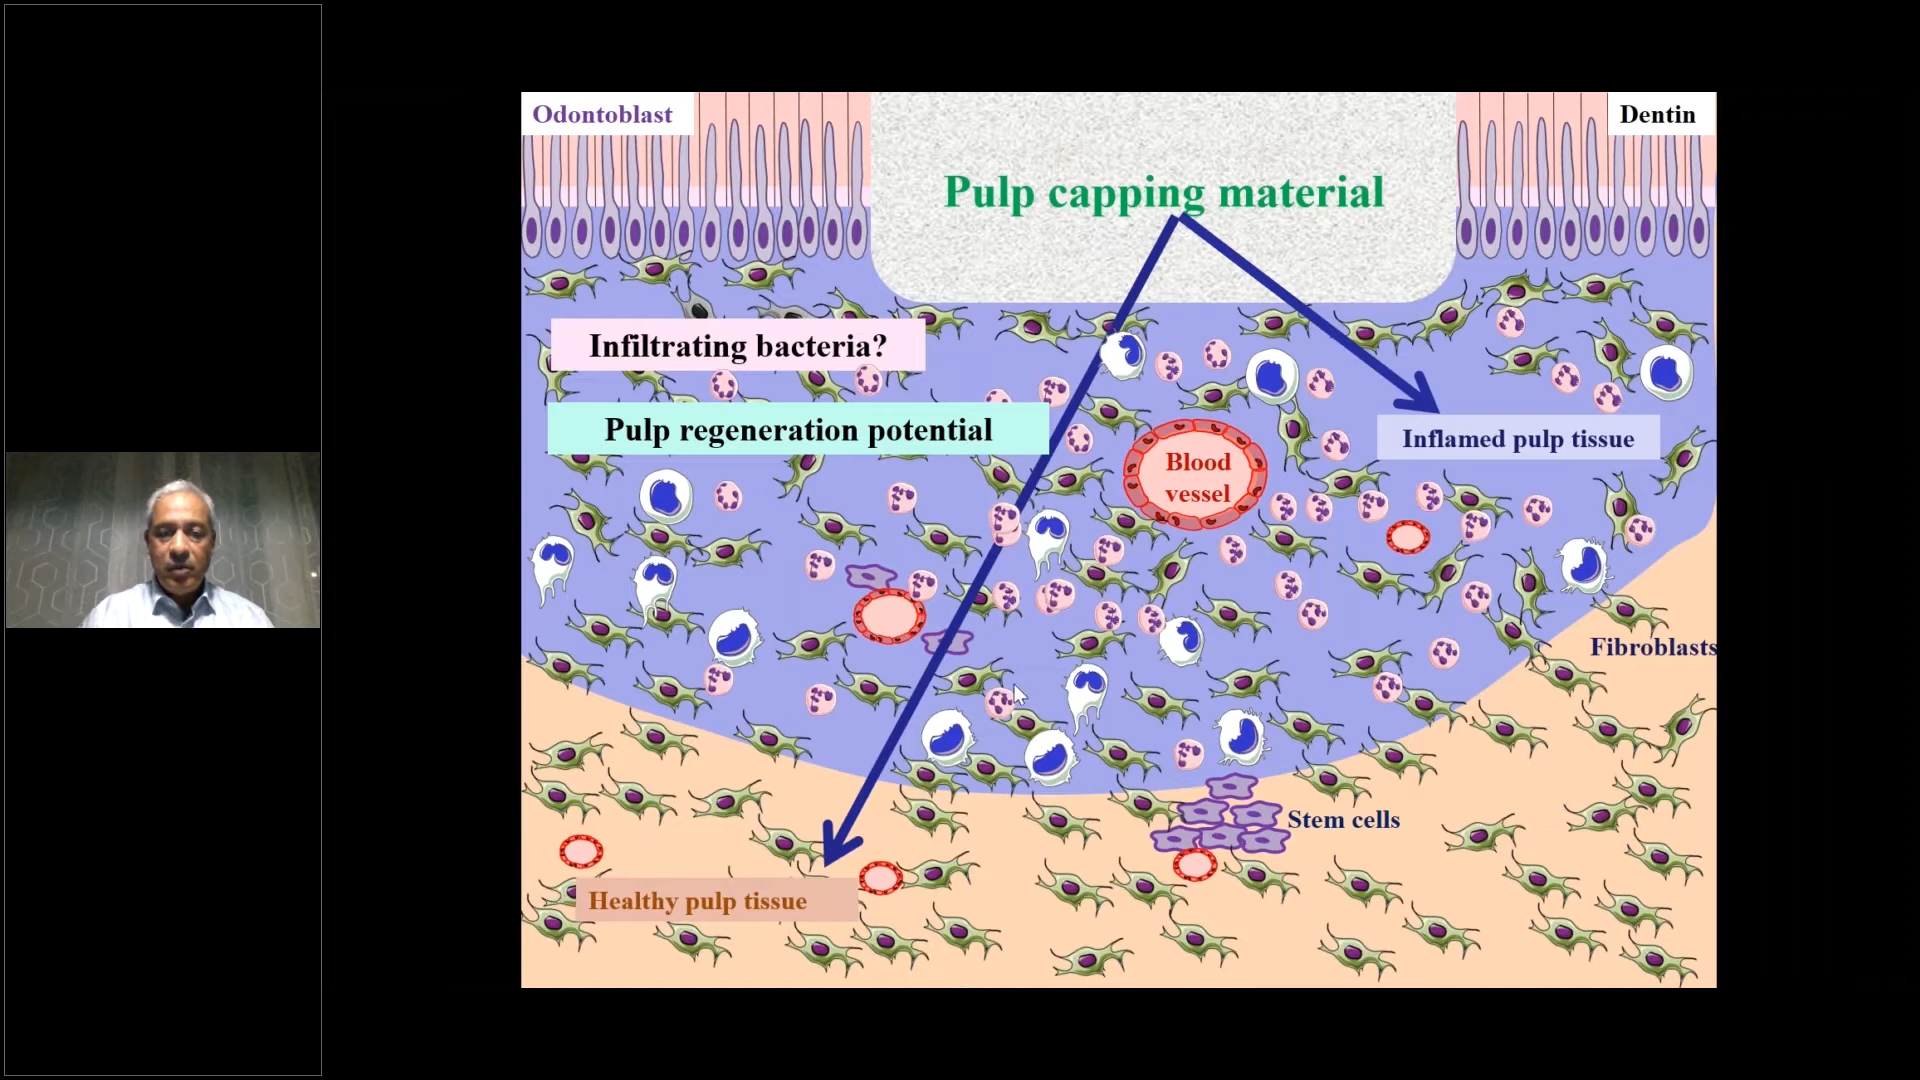 Odontoblast
Dentin
Pulp capping material
Infiltrating bacteria?
Pulp regeneration potential
Inflamed pulp tissue
Blood
vessel
Fibroblasts
Stem cells
Healthy pulp tissue